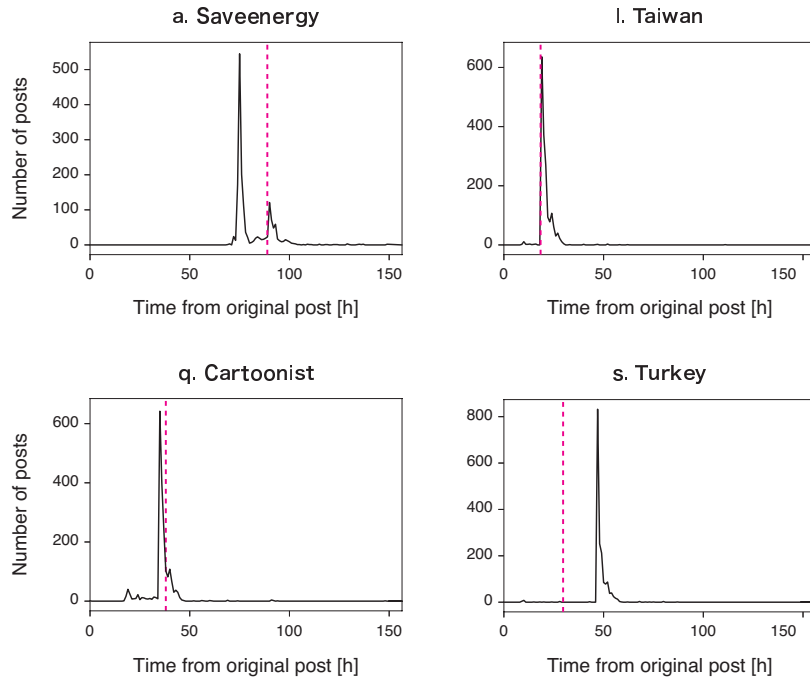 a. Saveenergy
l. Taiwan
Number of posts
500
400
300
200
100
0
0 50 100 150
Time from original post [h]
600
400
200
0
0 50 100 150
Time from original post [h]
q. Cartoonist
s. Turkey
Number of posts
600
400
200
0
0 50 100 150
Time from original post [h]
800
600
400
200
0
0 50 100 150
Time from original post [h]